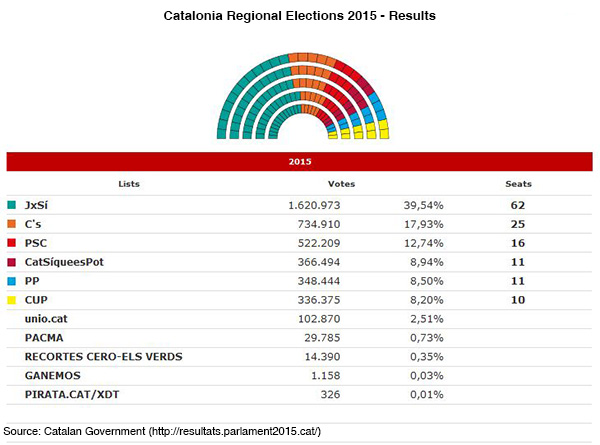 Catalonia Regional Elections 2015 - Results
2015
Lists Votes Seats
JxSí 1.620.973 39,54% 62
C's 734.910 17,93% 25
PSC 522.209 12,74% 16
CatSíqueesPot 366.494 8,94% 11
PP 348.444 8,50% 11
CUP 336.375 8,20% 10
unio.cat 102.870 2,51%
PACMA 29.785 0,73%
RECORTES CERO-ELS VERDS 14.390 0,35%
GANEMOS 1.158 0,03%
PIRATA.CAT/XDT 326 0,01%
Source: Catalan Government (http://resultats.parlament2015.cat/)